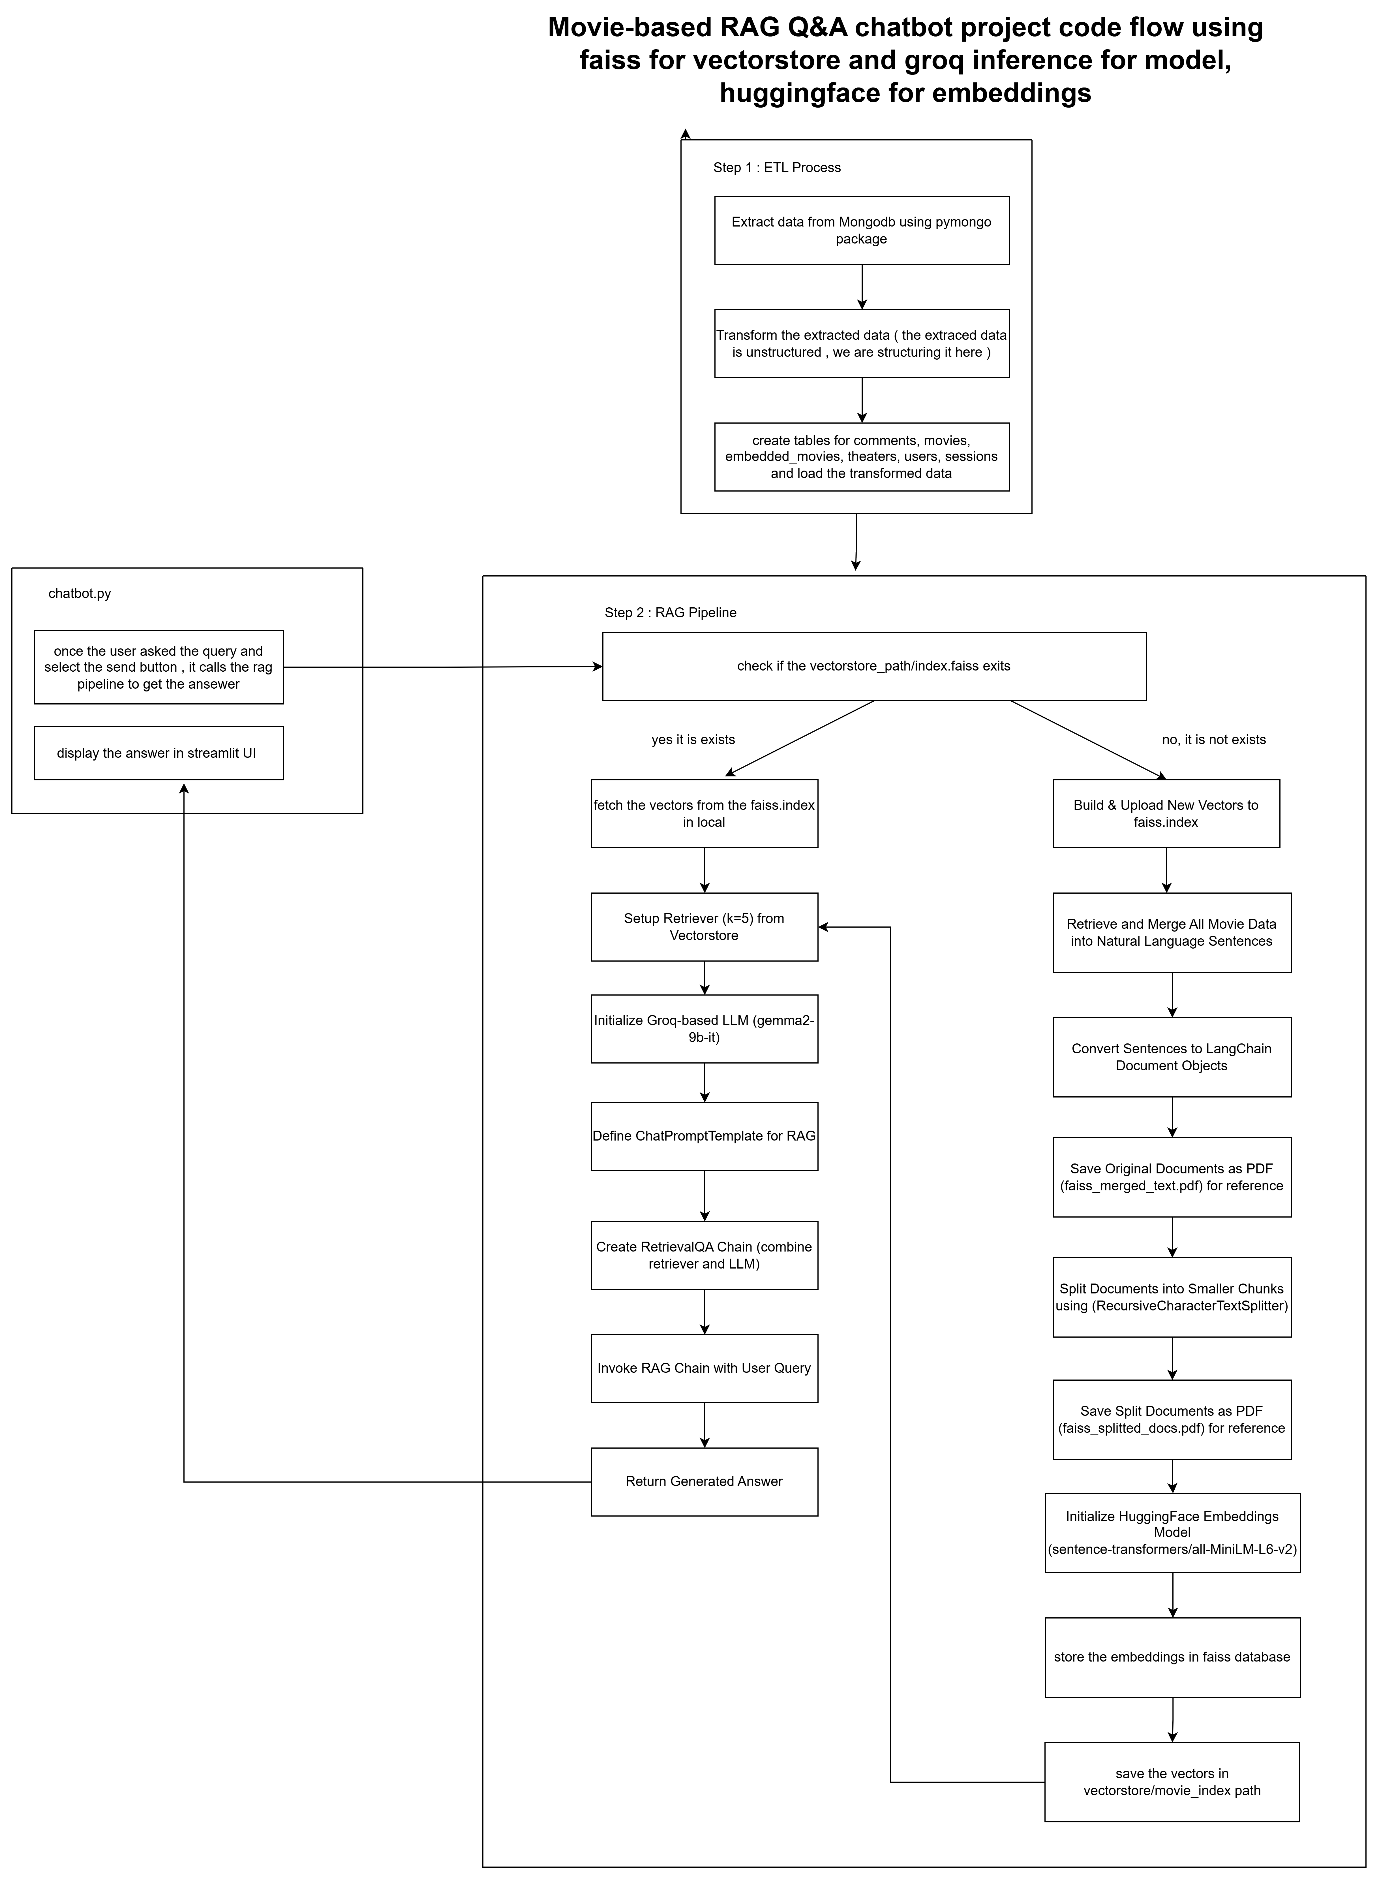 Movie-based RAG Q&A chatbot project code flow using
faiss for vectorstore and groq inference for model,
huggingface for embeddings
Step 1 : ETL Process
Extract data from Mongodb using pymongo
package
Transform the extracted data ( the extraced data
is unstructured , we are structuring it here )
create tables for comments, movies,
embedded_movies, theaters, users, sessions
and load the transformed data
chatbot.py
once the user asked the query and
select the send button , it calls the rag
pipeline to get the ansewer
display the answer in streamlit UI
Step 2 : RAG Pipeline
check if the vectorstore_path/index.faiss exits
yes it is exists
no, it is not exists
fetch the vectors from the faiss.index
in local
Setup Retriever (k=5) from
Vectorstore
Initialize Groq-based LLM (gemma2-
9b-it)
Define ChatPromptTemplate for RAG
Create RetrievalQA Chain (combine
retriever and LLM)
Invoke RAG Chain with User Query
Return Generated Answer
Build & Upload New Vectors to
faiss.index
Retrieve and Merge All Movie Data
into Natural Language Sentences
Convert Sentences to LangChain
Document Objects
Save Original Documents as PDF
(faiss_merged_text.pdf) for reference
Split Documents into Smaller Chunks
using (RecursiveCharacterTextSplitter)
Save Split Documents as PDF
(faiss_splitted_docs.pdf) for reference
Initialize HuggingFace Embeddings
Model
(sentence-transformers/all-MiniLM-L6-v2)
store the embeddings in faiss database
save the vectors in
vectorstore/movie_index path